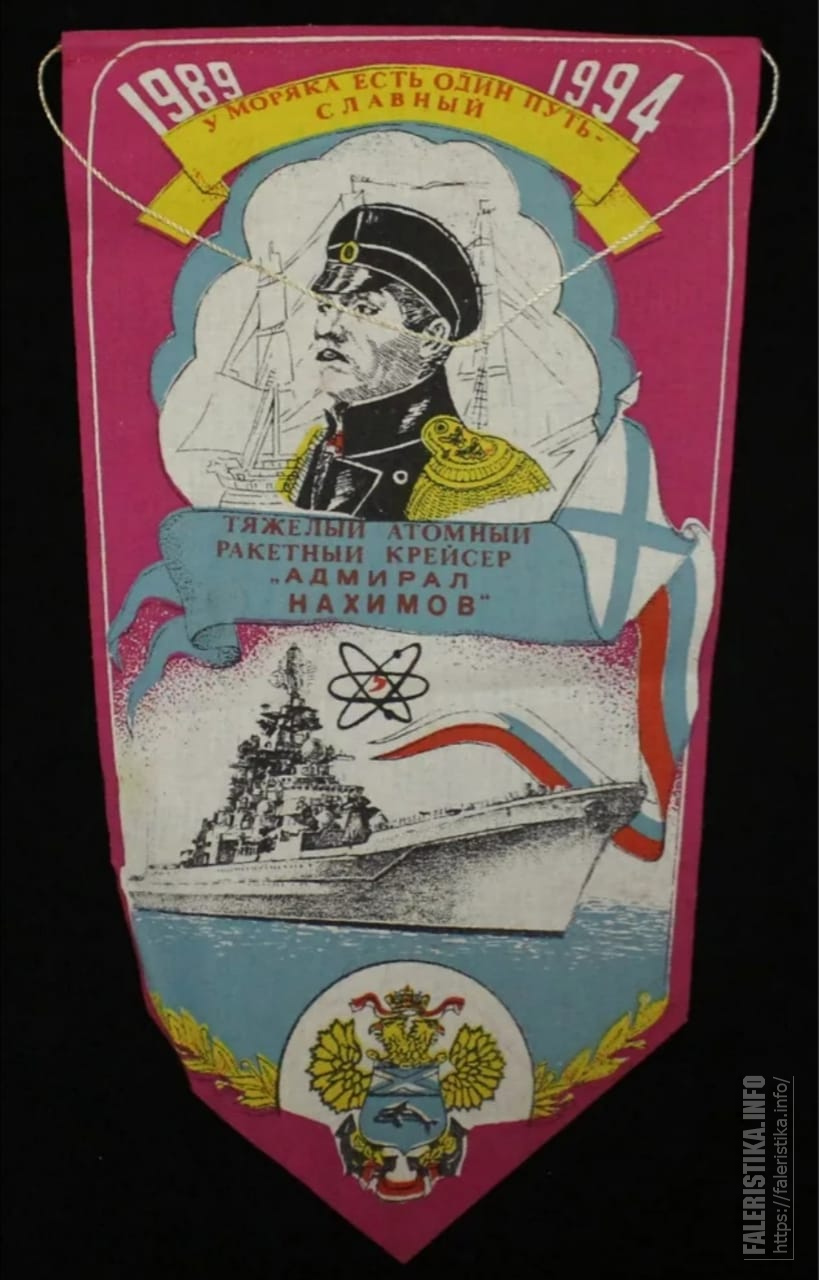 1989
1994
У МОРЯКА ЕСТЬ ОДИН ПУТЬ-
СЛАВНЫЙ
ТЯЖЕЛЫЙ АТОМНЫЙ
РАКЕТНЫЙ КРЕЙСЕР
„АДМИРАЛ
НАХИМОВ“
FALERISTIKA.INFO
https://faleristika.info/